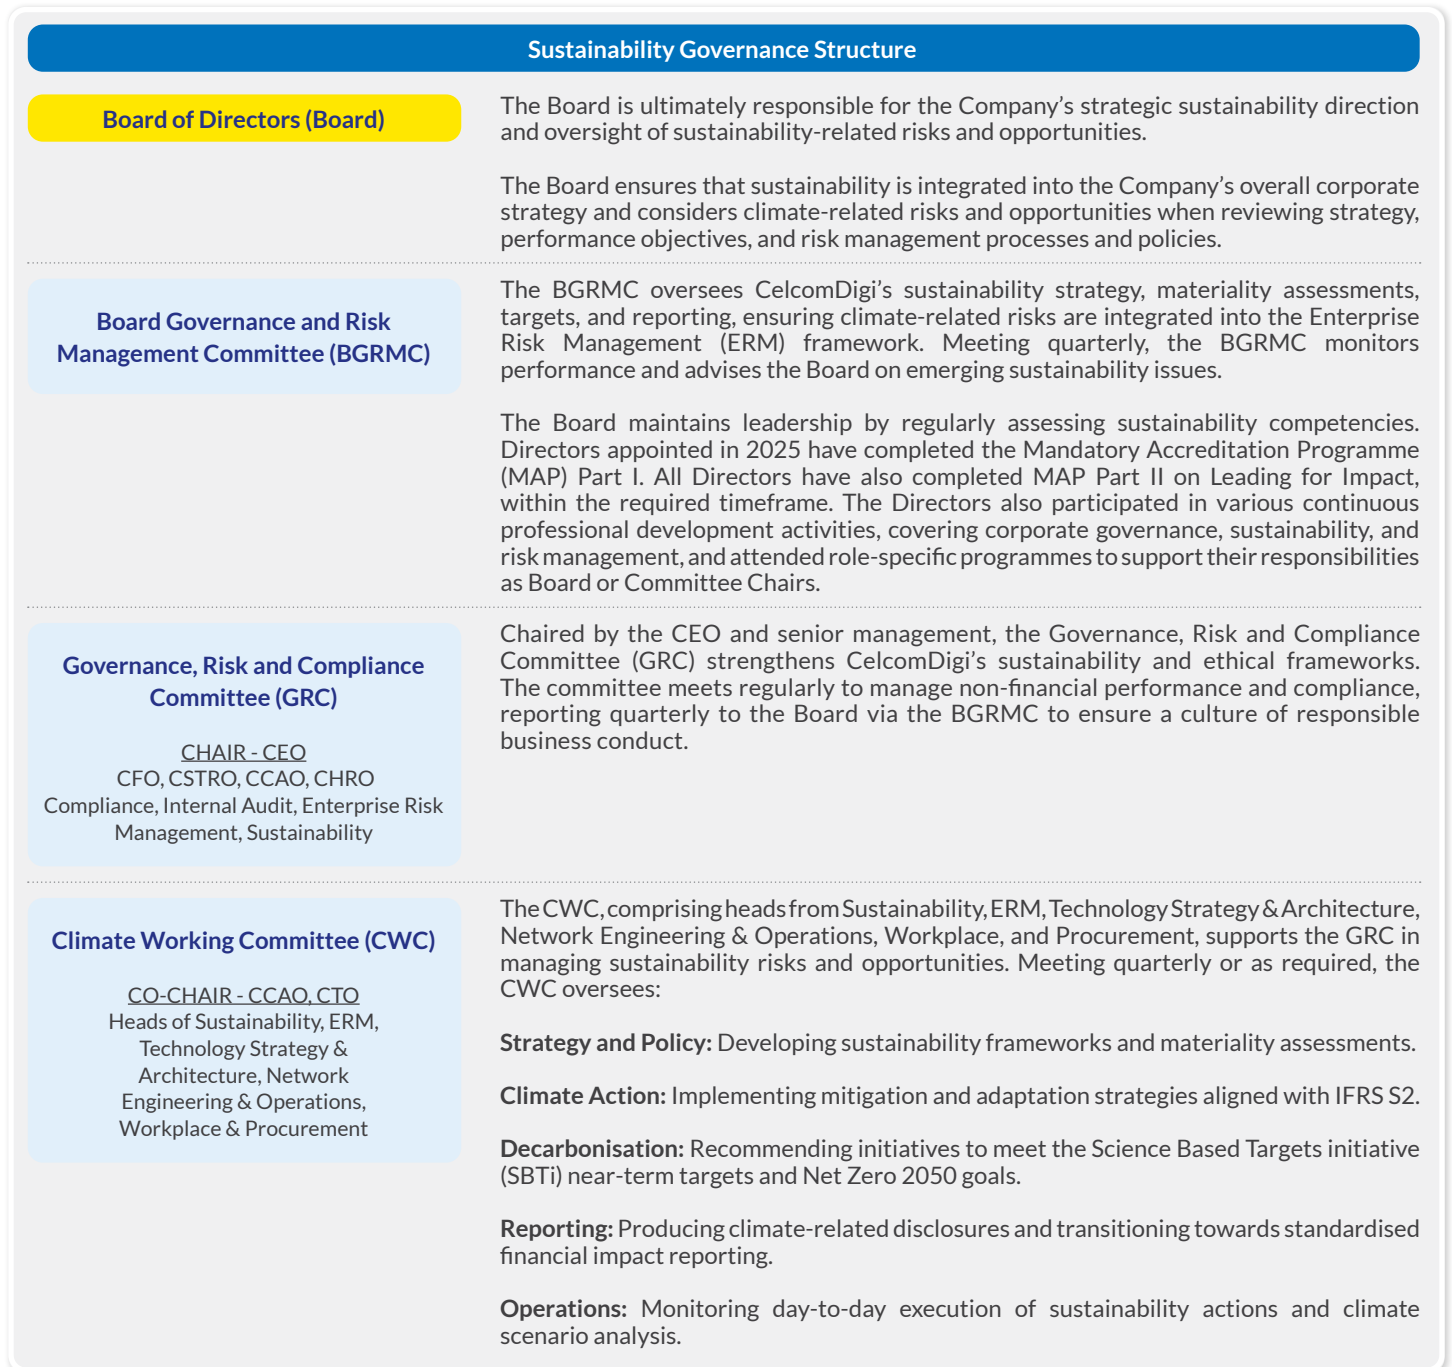 Sustainability Governance Structure
Board of Directors (Board)
The Board is ultimately responsible for the Company’s strategic sustainability direction
and oversight of sustainability-related risks and opportunities.
The Board ensures that sustainability is integrated into the Company’s overall corporate
strategy and considers climate-related risks and opportunities when reviewing strategy,
performance objectives, and risk management processes and policies.
Board Governance and Risk
Management Committee (BGRMC)
The BGRMC oversees CelcomDigi’s sustainability strategy, materiality assessments,
targets, and reporting, ensuring climate-related risks are integrated into the Enterprise
Risk Management (ERM) framework. Meeting quarterly, the BGRMC monitors
performance and advises the Board on emerging sustainability issues.
The Board maintains leadership by regularly assessing sustainability competencies.
Directors appointed in 2025 have completed the Mandatory Accreditation Programme
(MAP) Part I. All Directors have also completed MAP Part II on Leading for Impact,
within the required timeframe. The Directors also participated in various continuous
professional development activities, covering corporate governance, sustainability, and
risk management, and attended role-specific programmes to support their responsibilities
as Board or Committee Chairs.
Governance, Risk and Compliance
Committee (GRC)
CHAIR - CEO
CFO, CSTRO, CCAO, CHRO
Compliance, Internal Audit, Enterprise Risk
Management, Sustainability
Chaired by the CEO and senior management, the Governance, Risk and Compliance
Committee (GRC) strengthens CelcomDigi’s sustainability and ethical frameworks.
The committee meets regularly to manage non-financial performance and compliance,
reporting quarterly to the Board via the BGRMC to ensure a culture of responsible
business conduct.
Climate Working Committee (CWC)
CO-CHAIR - CCAO, CTO
Heads of Sustainability, ERM,
Technology Strategy &
Architecture, Network
Engineering & Operations,
Workplace & Procurement
The CWC, comprising heads from Sustainability, ERM, Technology Strategy & Architecture,
Network Engineering & Operations, Workplace, and Procurement, supports the GRC in
managing sustainability risks and opportunities. Meeting quarterly or as required, the
CWC oversees:
Strategy and Policy: Developing sustainability frameworks and materiality assessments.
Climate Action: Implementing mitigation and adaptation strategies aligned with IFRS S2.
Decarbonisation: Recommending initiatives to meet the Science Based Targets initiative
(SBTi) near-term targets and Net Zero 2050 goals.
Reporting: Producing climate-related disclosures and transitioning towards standardised
financial impact reporting.
Operations: Monitoring day-to-day execution of sustainability actions and climate
scenario analysis.